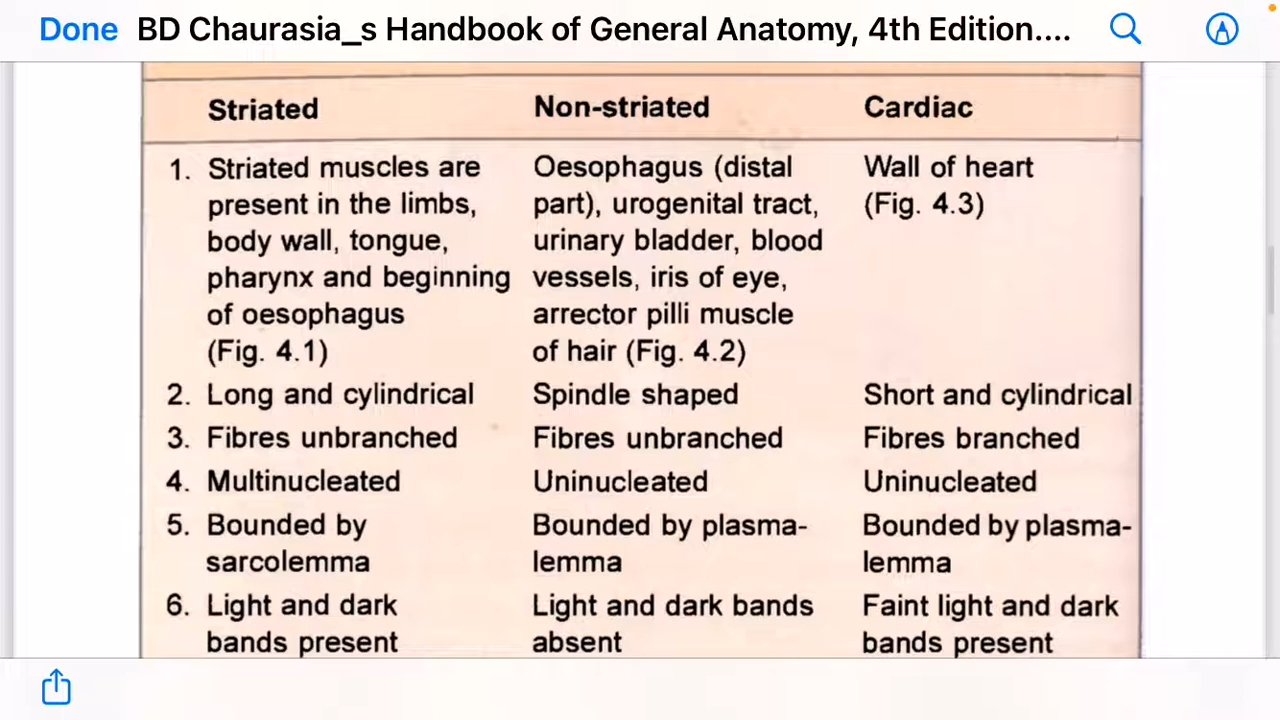 Done BD Chaurasia_s Handbook of General Anatomy, 4th Edition....
Striated Non-striated Cardiac
1. Striated muscles are Oesophagus (distal Wall of heart
present in the limbs, part), urogenital tract, (Fig. 4.3)
body wall, tongue, urinary bladder, blood
pharynx and beginning vessels, iris of eye,
of oesophagus arrector pilli muscle
(Fig. 4.1) of hair (Fig. 4.2)
2. Long and cylindrical Spindle shaped Short and cylindrical
3. Fibres unbranched Fibres unbranched Fibres branched
4. Multinucleated Uninucleated Uninucleated
5. Bounded by Bounded by plasma- Bounded by plasma-
sarcolemma lemma lemma
6. Light and dark Light and dark bands Faint light and dark
bands present absent bands present